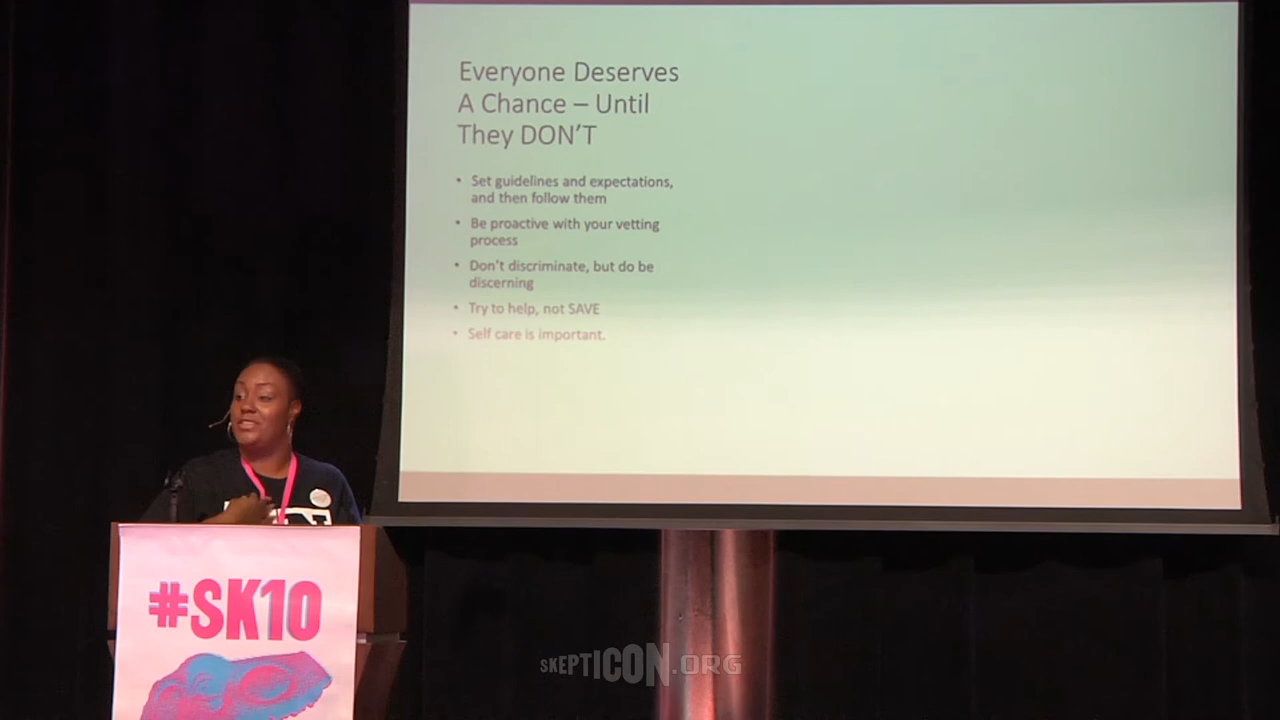 Everyone Deserves
A Chance – Until
They DON'T
• Set guidelines and expectations,
and then follow them
• Be proactive with your vetting
process
• Don't discriminate, but do be
discerning
• Try to help, not SAVE
• Self care is important.
#SK10
SKEPTICON.ORG